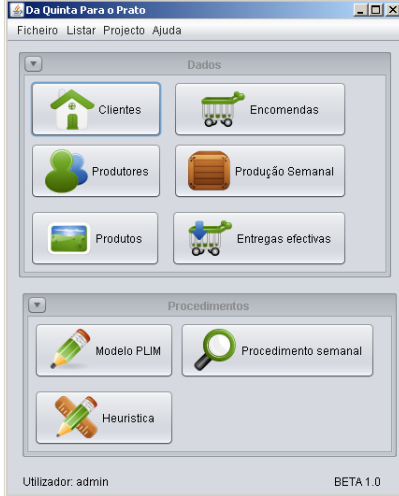 Da Quinta Para o Prato
Ficheiro Listar Projecto Ajuda
Dados
Clientes
Encomendas
Produtores
Produção Semanal
Produtos
Entregas efectivas
Procedimentos
Modelo PLIM
Procedimento semanal
Heuristica
Utilizador: admin
BETA 1.0